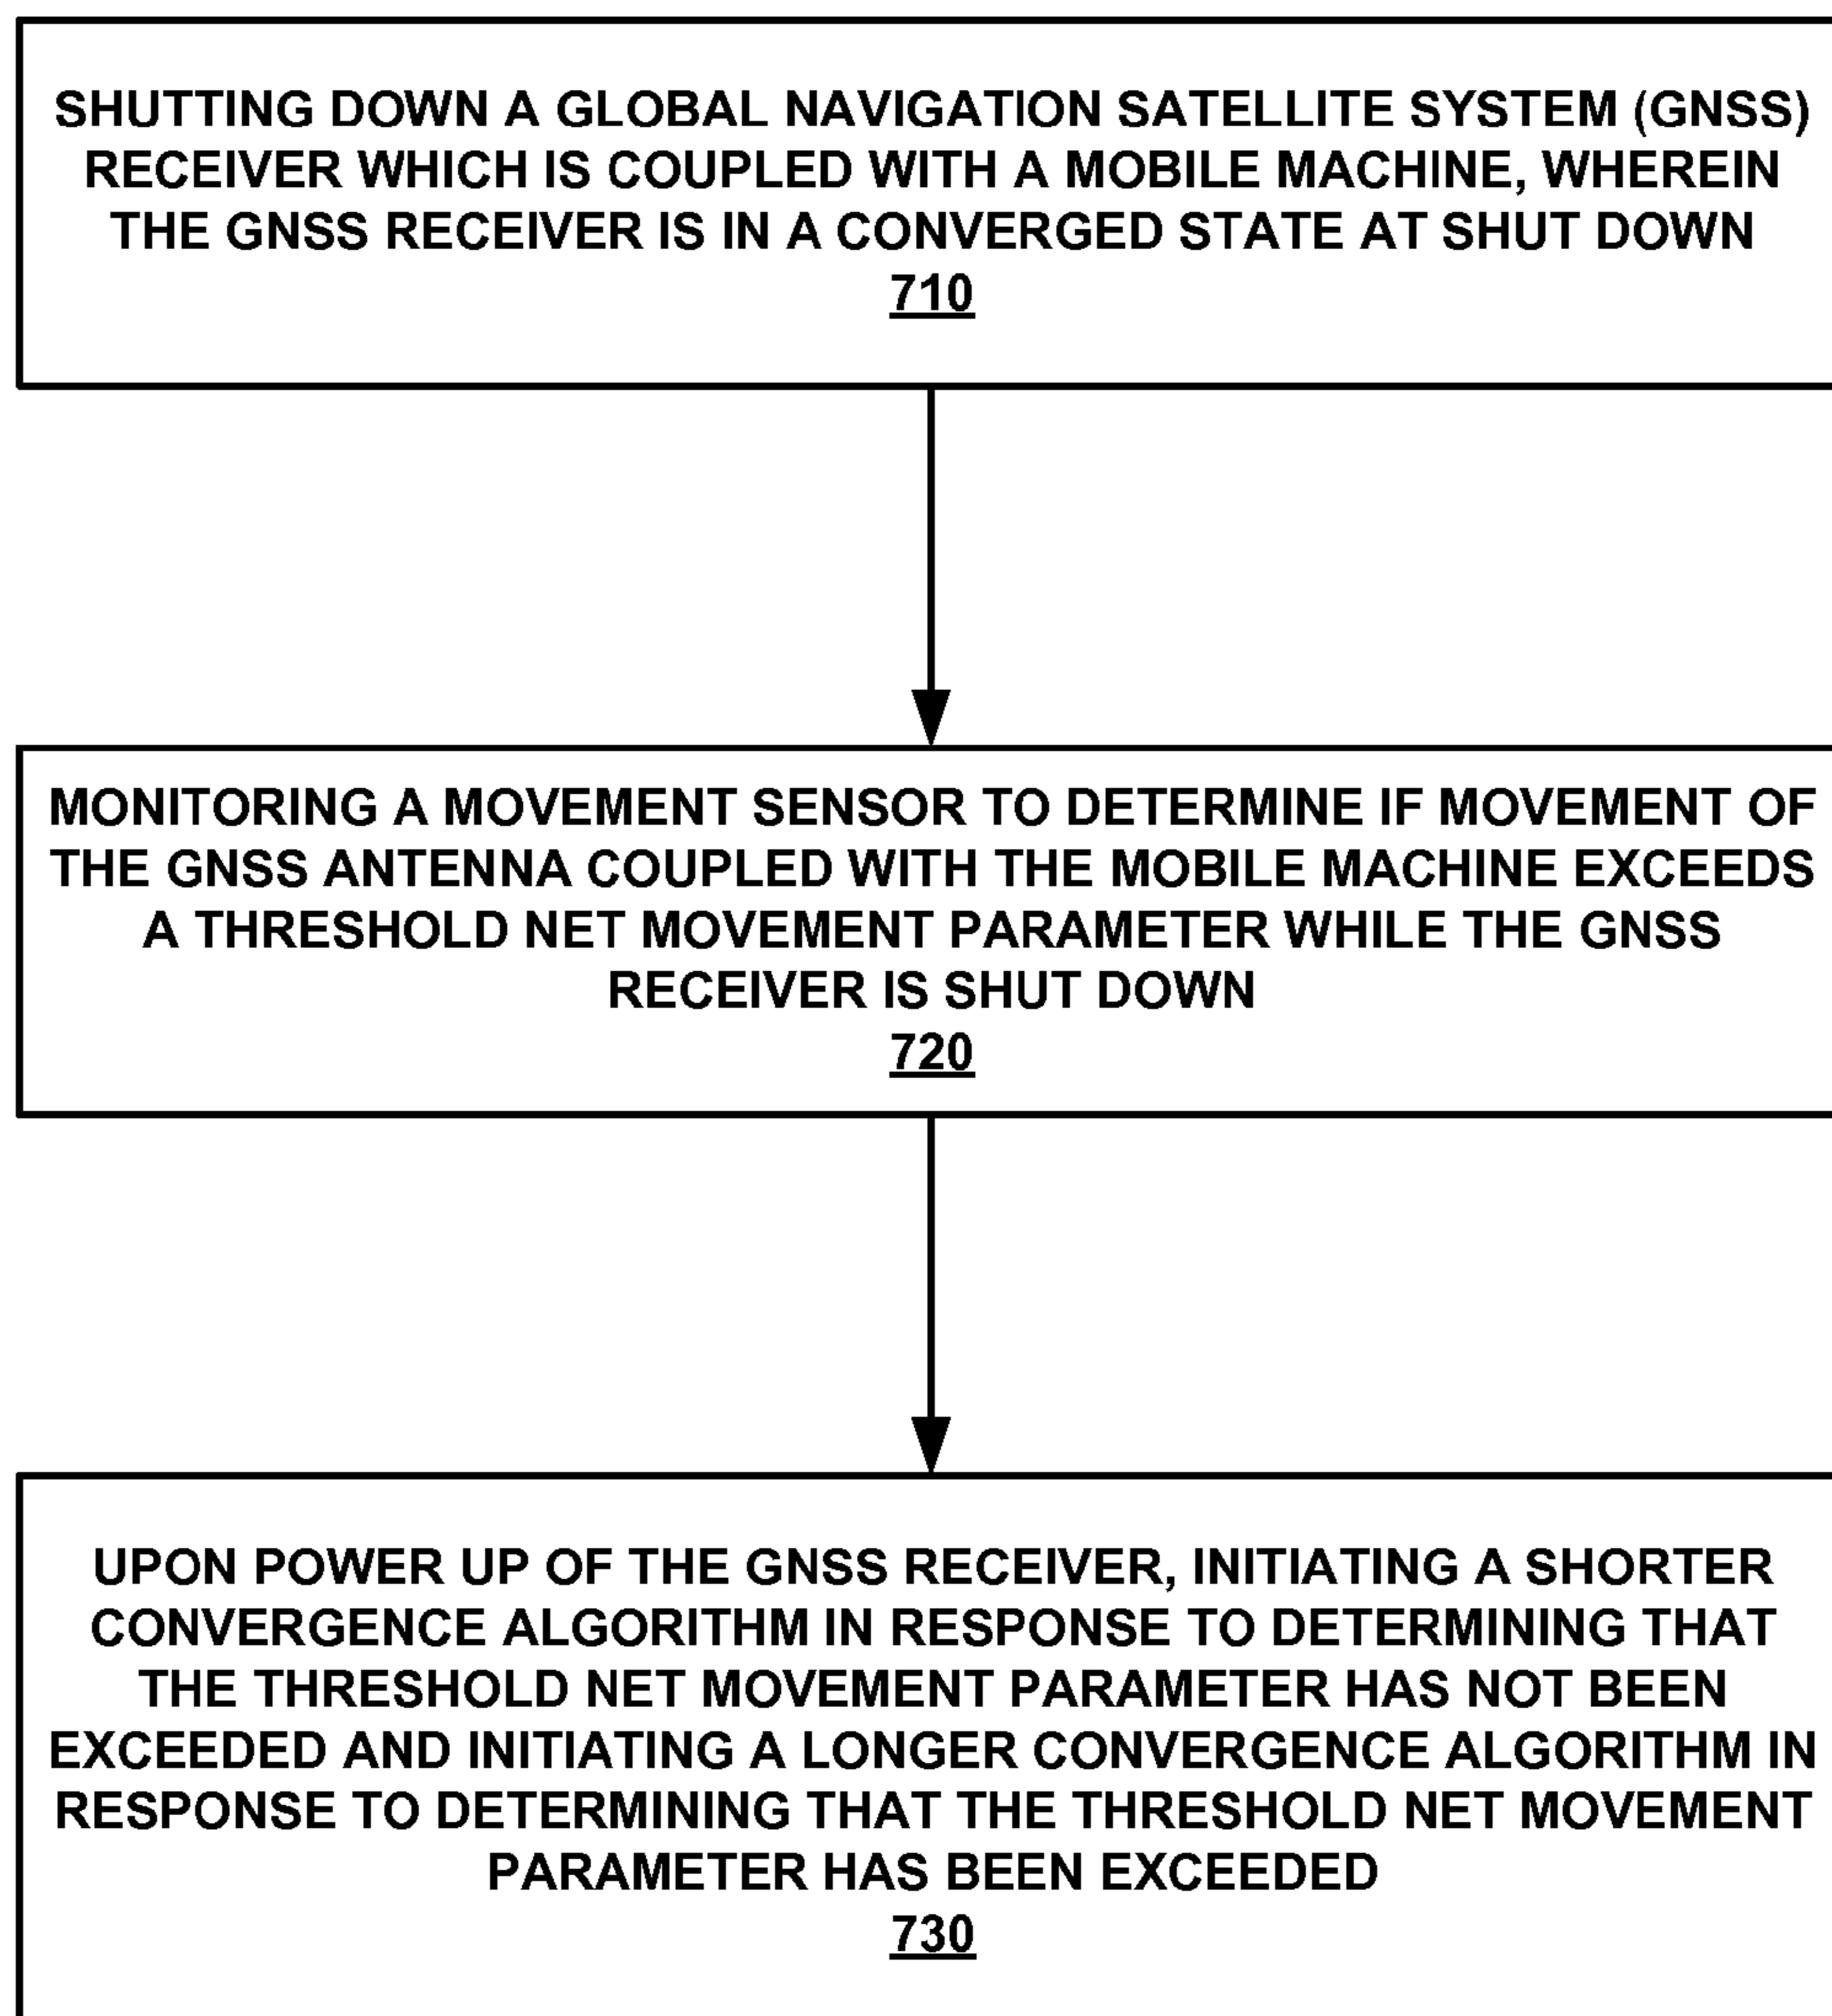 SHUTTING DOWN A GLOBAL NAVIGATION SATELLITE SYSTEM (GNSS)
RECEIVER WHICH IS COUPLED WITH A MOBILE MACHINE, WHEREIN
THE GNSS RECEIVER IS IN A CONVERGED STATE AT SHUT DOWN
710
MONITORING A MOVEMENT SENSOR TO DETERMINE IF MOVEMENT OF
THE GNSS ANTENNA COUPLED WITH THE MOBILE MACHINE EXCEEDS
A THRESHOLD NET MOVEMENT PARAMETER WHILE THE GNSS
RECEIVER IS SHUT DOWN
720
UPON POWER UP OF THE GNSS RECEIVER, INITIATING A SHORTER
CONVERGENCE ALGORITHM IN RESPONSE TO DETERMINING THAT
THE THRESHOLD NET MOVEMENT PARAMETER HAS NOT BEEN
EXCEEDED AND INITIATING A LONGER CONVERGENCE ALGORITHM IN
RESPONSE TO DETERMINING THAT THE THRESHOLD NET MOVEMENT
PARAMETER HAS BEEN EXCEEDED
730